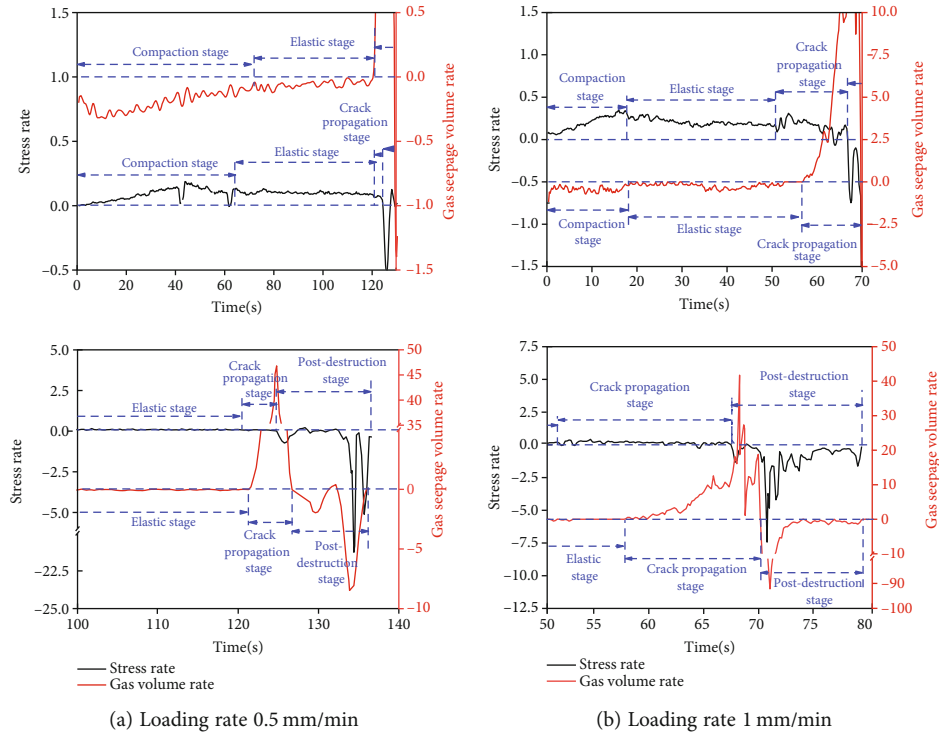 1.5
1.0
0.5
0.0
−0.5
Stress rate
0.5
0.0
−0.5
−1.0
−1.5
Gas seepage volume rate
Compaction stage
Elastic stage
Crack
propagation
stage
Compaction stage
Elastic stage
0
20
40
60
80
100
120
Time(s)
1.5
1.0
0.5
0.0
−0.5
−1.0
−1.5
Stress rate
10.0
7.5
5.0
2.5
0.0
−2.5
−5.0
Gas seepage volume rate
Compaction
stage
Elastic stage
Crack
propagation
stage
Compaction
stage
Elastic stage
Crack propagation
stage
0
10
20
30
40
50
60
70
Time(s)
5.0
2.5
0.0
−2.5
−5.0
−22.5
−25.0
Stress rate
50
45
40
35
0
−5
−10
Gas seepage volume rate
Elastic stage
Crack
propagation
stage
Post-destruction
stage
Elastic stage
Crack
propagation
stage
Post-
destruction
stage
100
110
120
130
140
Time(s)
Stress rate
Gas volume rate
7.5
5.0
2.5
0.0
−2.5
−5.0
−7.5
−10.0
−12.5
Stress rate
50
40
30
20
10
0
−10
−90
−100
Gas seepage volume rate
Crack propagation
stage
Post-destruction
stage
Elastic
stage
Crack propagation
stage
Post-destruction
stage
50
55
60
65
70
75
80
Time(s)
Stress rate
Gas volume rate
(a) Loading rate 0.5 mm/min
(b) Loading rate 1 mm/min